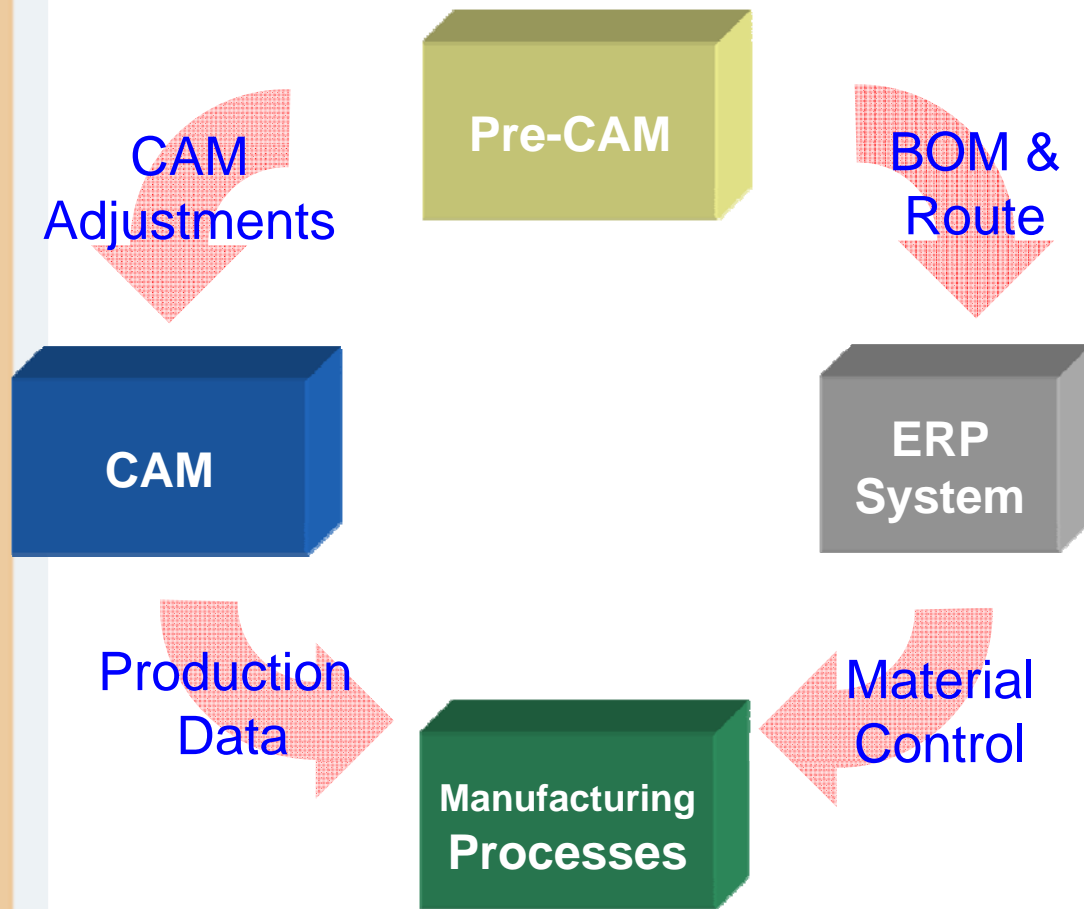 Pre-CAM
CAM
Adjustments
BOM &
Route
CAM
ERP
System
Production
Data
Material
Control
Manufacturing
Processes